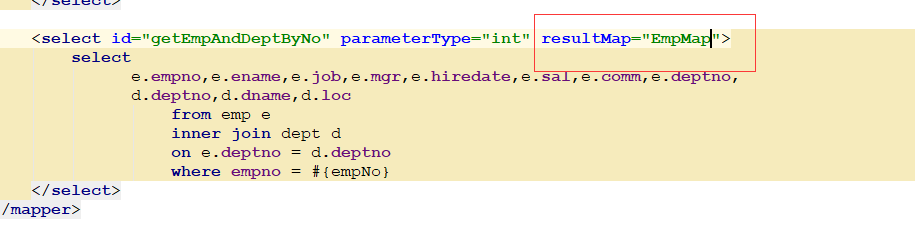 </select>
<select id="getEmpAndDeptByNo" parameterType="int" resultMap="EmpMap">
select
e.empno,e.ename,e.job,e.mgr,e.hiredate,e.sal,e.comm,e.deptno,
d.deptno,d.dname,d.loc
from emp e
inner join dept d
on e.deptno = d.deptno
where empno = #{empNo}
</select>
/mapper>